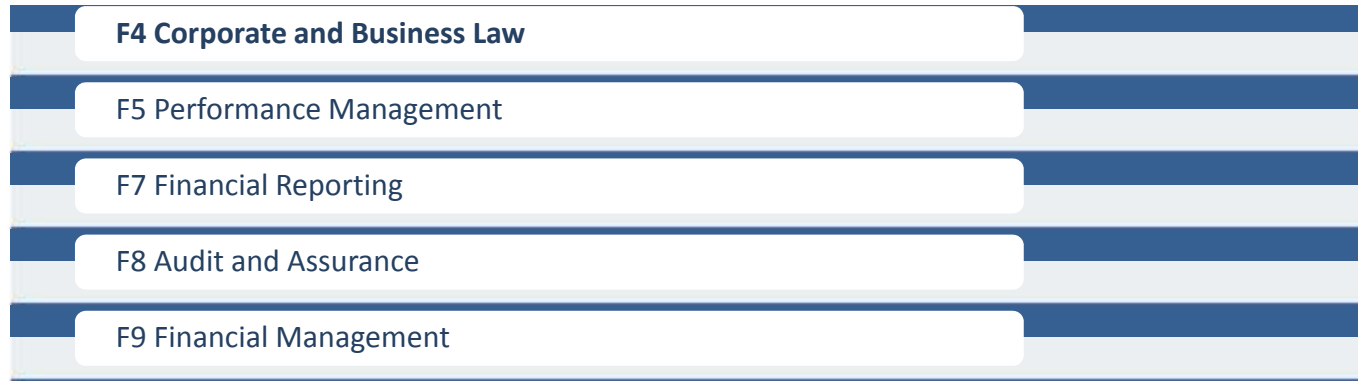 F4 Corporate and Business Law
F5 Performance Management
F7 Financial Reporting
F8 Audit and Assurance
F9 Financial Management